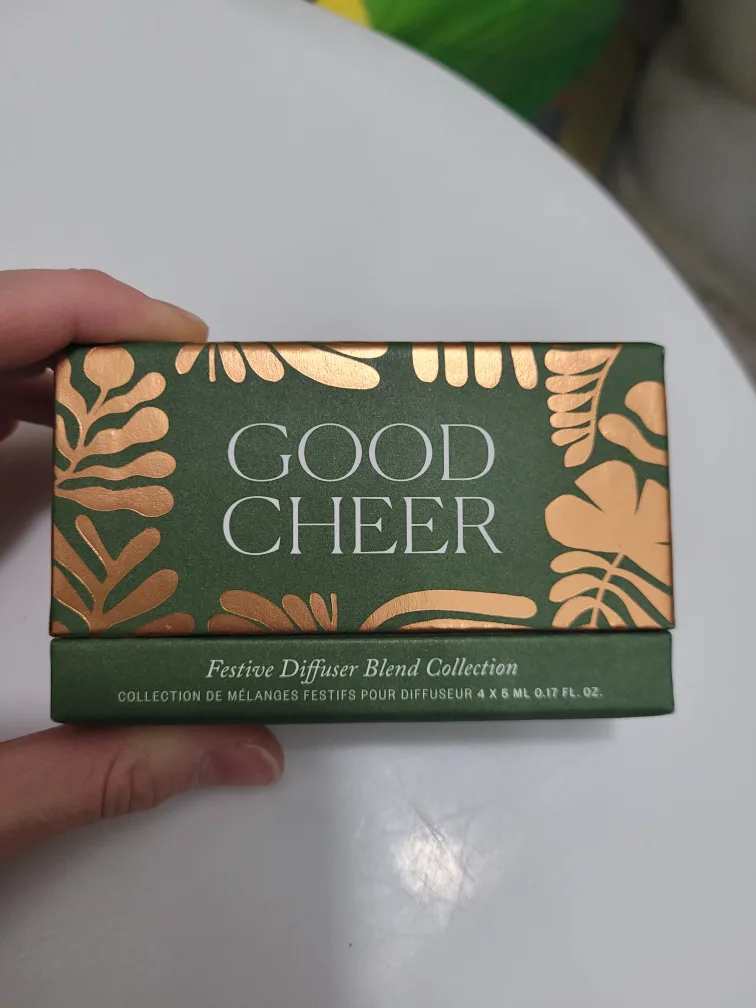 GOOD
CHEER
Festive Diffuser Blend Collection
COLLECTION DE MÉLANGES FESTIFS POUR DIFFUSEUR 4 X 5 ML 0.17 FL. OZ.